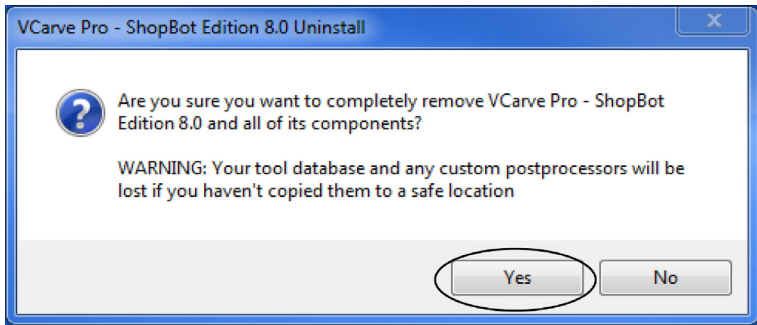 VCarve Pro - ShopBot Edition 8.0 Uninstall
X
Are you sure you want to completely remove VCarve Pro - ShopBot
Edition 8.0 and all of its components?
WARNING: Your tool database and any custom postprocessors will be
lost if you haven't copied them to a safe location
Yes
No